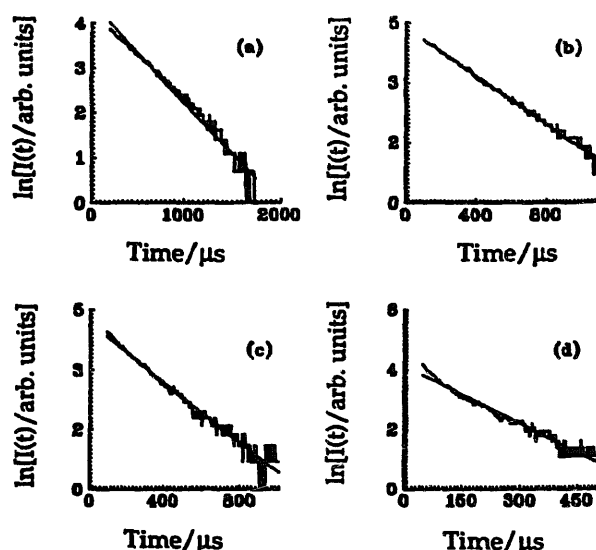 ln[I(t)/arb. units]
4
3
2
1
0
(a)
0 1000 2000
Time/μs
ln[I(t)/arb. units]
5
3
2
0
(b)
0 400 800
Time/μs
ln[I(t)/arb. units]
5
3
2
0
(c)
0 400 800
Time/μs
ln[I(t)/arb. units]
4
2
0
(d)
0 150 300 450
Time/μs